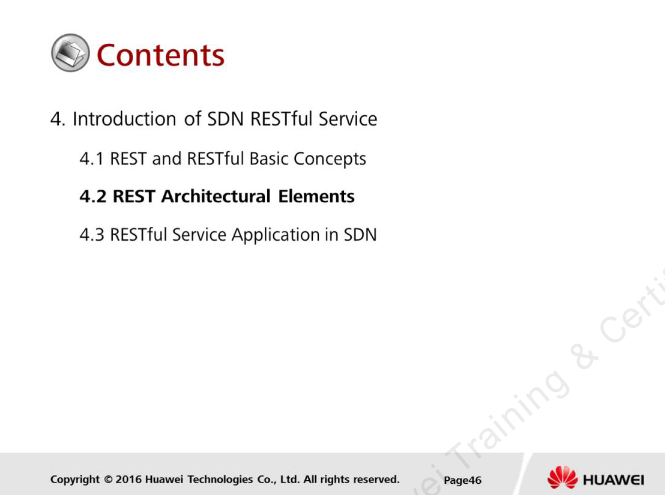 Contents
4. Introduction of SDN RESTful Service
4.1 REST and RESTful Basic Concepts
4.2 REST Architectural Elements
4.3 RESTful Service Application in SDN
Training &
Copyright © 2016 Huawei Technologies Co., Ltd. All rights reserved.
Page46
HUAWEI